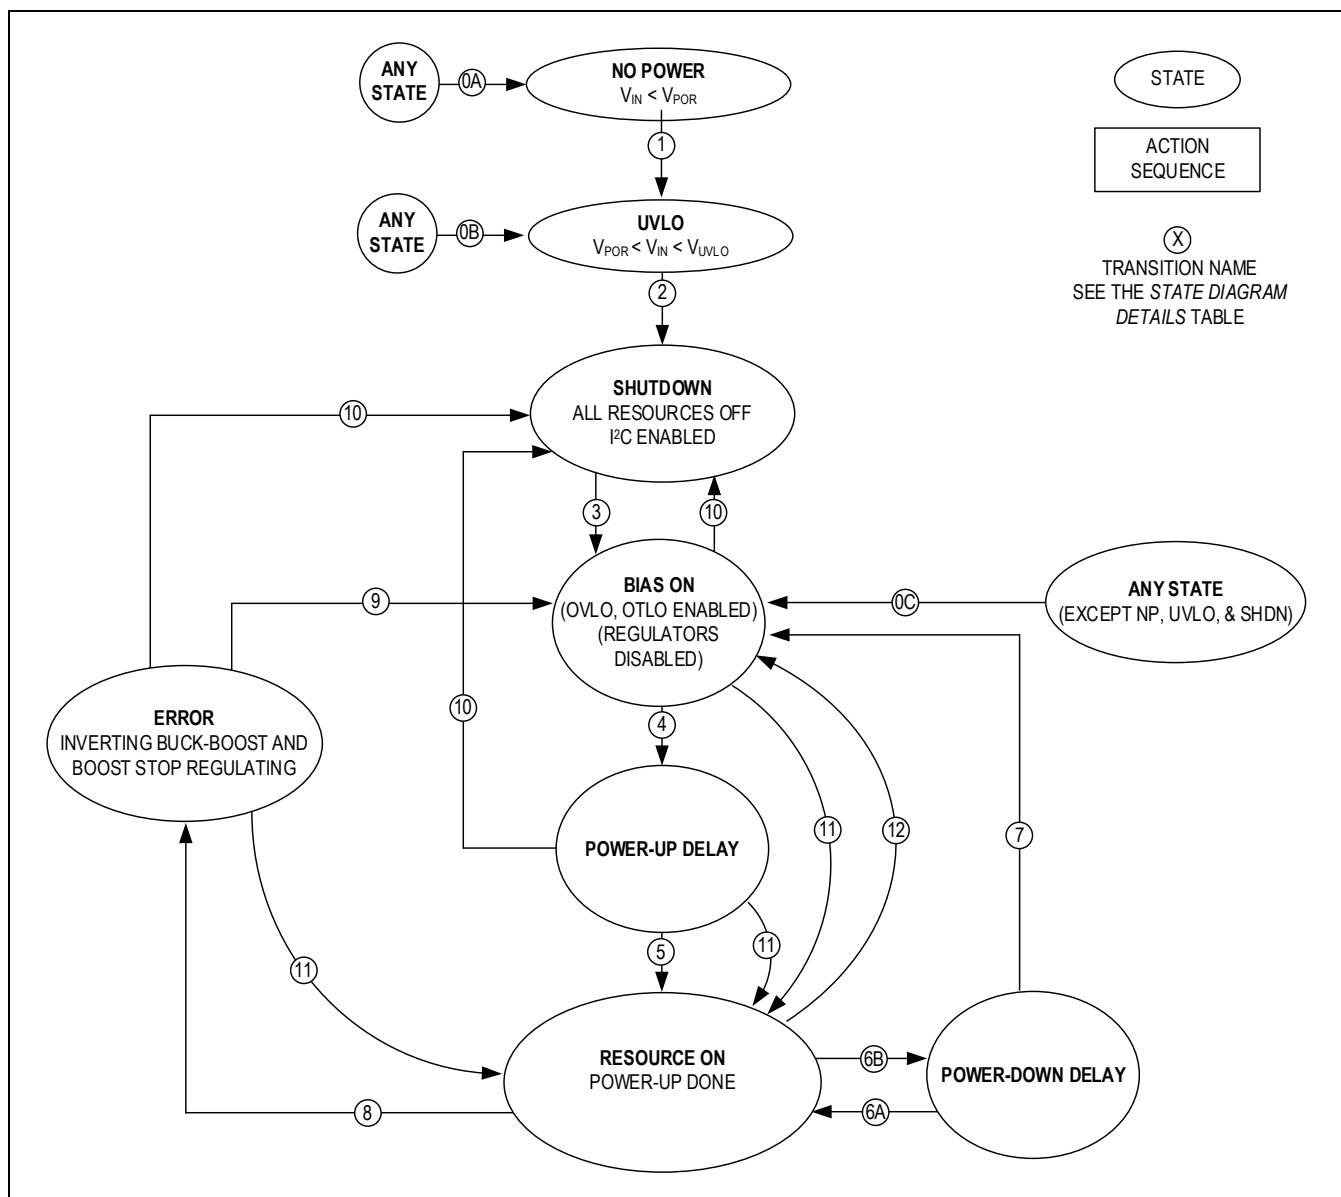 ANY
STATE
0A
NO POWER
VIN < VPOR
1
ANY
STATE
0B
UVLO
VPOR < VIN < VUVLO
2
STATE
ACTION
SEQUENCE
X
TRANSITION NAME
SEE THE STATE DIAGRAM
DETAILS TABLE
SHUTDOWN
ALL RESOURCES OFF
I²C ENABLED
10
3
10
BIAS ON
(OVLO, OTLO ENABLED)
(REGULATORS
DISABLED)
9
0C
ANY STATE
(EXCEPT NP, UVLO, & SHDN)
ERROR
INVERTING BUCK-BOOST AND
BOOST STOP REGULATING
10
4
11
12
7
POWER-UP DELAY
11
5
11
RESOURCE ON
POWER-UP DONE
6B
6A
POWER-DOWN DELAY
8